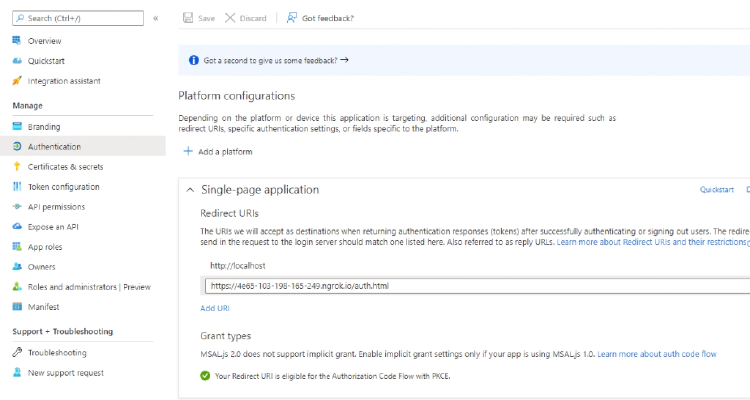 Search (Ctrl+/)
«
Save
Discard
Got feedback?
Overview
Quickstart
Integration assistant
Manage
Branding
Authentication
Certificates & secrets
Token configuration
API permissions
Expose an API
App roles
Owners
Roles and administrators | Preview
Manifest
Support + Troubleshooting
Troubleshooting
New support request
Got a second to give us some feedback? →
Platform configurations
Depending on the platform or device this application is targeting, additional configuration may be required such as
redirect URIs, specific authentication settings, or fields specific to the platform.
+ Add a platform
Single-page application
Quickstart
Redirect URIs
The URIs we will accept as destinations when returning authentication responses (tokens) after successfully authenticating or signing out users. The redire
send in the request to the login server should match one listed here. Also referred to as reply URLs. Learn more about Redirect URIs and their restrictions
http://localhost
https://4e65-103-198-165-249.ngrok.io/auth.html
Add URI
Grant types
MSAL.js 2.0 does not support implicit grant. Enable implicit grant settings only if your app is using MSAL.js 1.0. Learn more about auth code flow
Your Redirect URI is eligible for the Authorization Code Flow with PKCE.